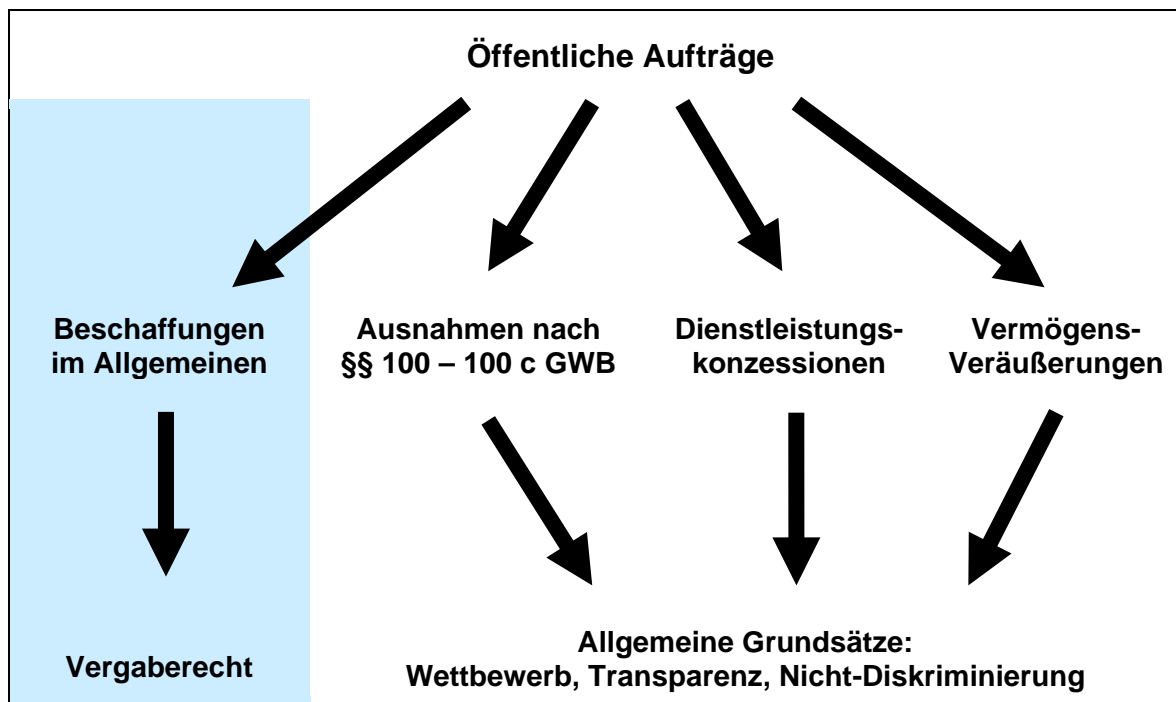 Öffentliche Aufträge
Beschaffungen
im Allgemeinen
Ausnahmen nach
§§ 100 – 100 c GWB
Dienstleistungs-
konzessionen
Vermögens-
Veräußerungen
Vergaberecht
Allgemeine Grundsätze:
Wettbewerb, Transparenz, Nicht-Diskriminierung